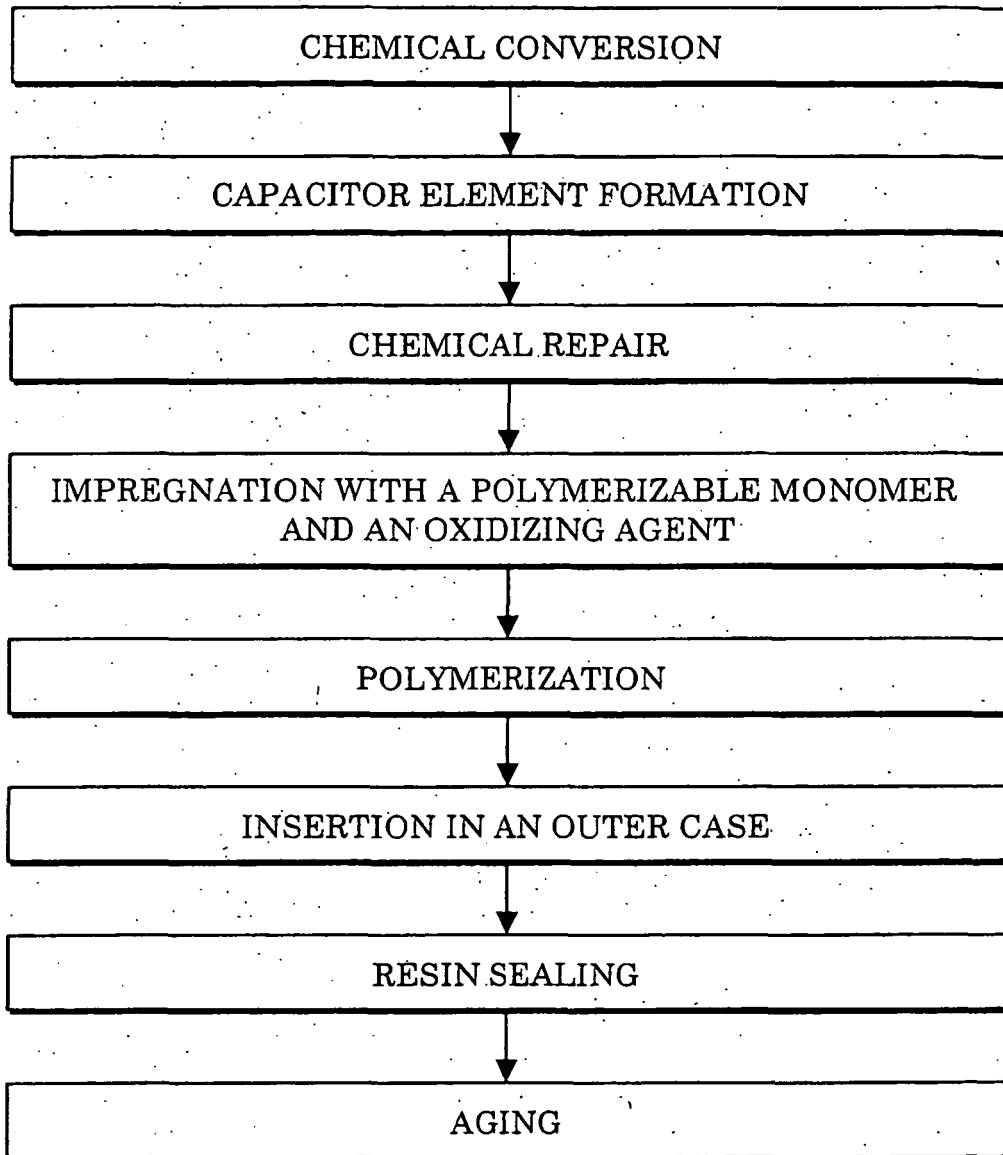 CHEMICAL CONVERSION
CAPACITOR ELEMENT FORMATION
CHEMICAL REPAIR
IMPREGNATION WITH A POLYMERIZABLE MONOMER
AND AN OXIDIZING AGENT
POLYMERIZATION
INSERTION IN AN OUTER CASE
RESIN SEALING
AGING